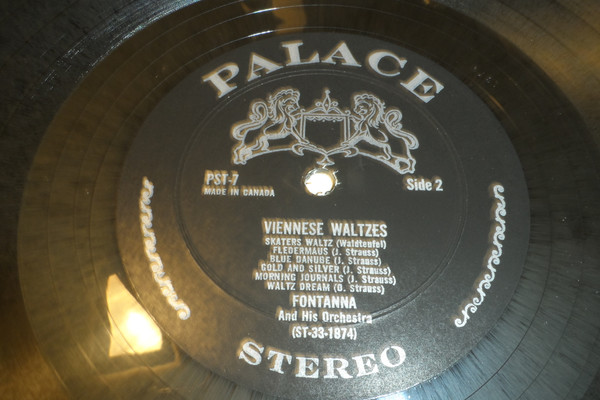 PALACE
PST-7
MADE IN CANADA
Side 2
VIENNESE WALTZES
SKATERS WALTZ (Waldteufel)
FLEDERMAUS (J. Strauss)
BLUE DANUBE (J. Strauss)
GOLD AND SILVER (J. Strauss)
MORNING JOURNALS (J. Strauss)
WALTZ DREAM (O. Strauss)
FONTANNA
And His Orchestra
(ST-33-1874)
STEREO